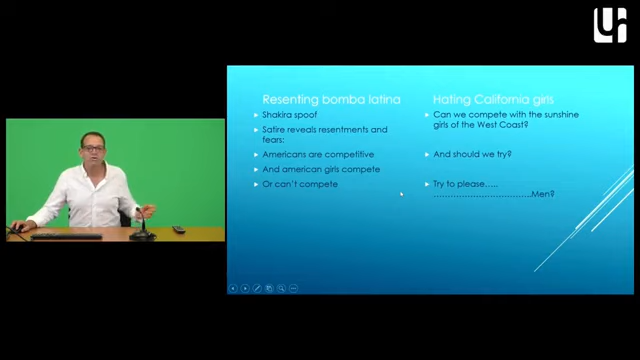 Resenting bomba latina
Shakira spoof
Satire reveals resentments and
fears:
Americans are competitive
And american girls compete
Or can't compete
Hating California girls
Can we compete with the sunshine
girls of the West Coast?
And should we try?
Try to please…..
……………………………..Men?